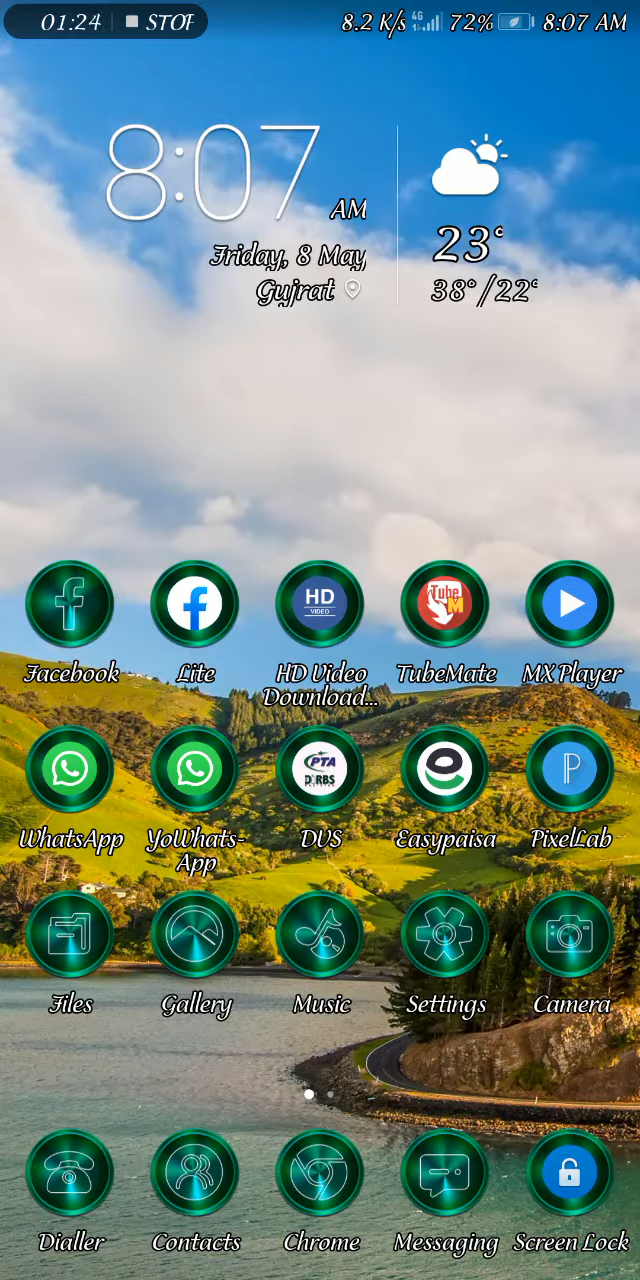 01:24 STOP
8.2 K/s 4G 72% 8:07 AM
8:07 AM
Friday, 8 May
Gujrat
23°
38°/22°
HD VIDEO
Tube M
Facebook Lite HD Video Download... TubeMate MX Player
PTA
DIRBS
P
WhatsApp YoWhats-App DVS Easypaisa PixelLab
Files Gallery Music Settings Camera
Dialler Contacts Chrome Messaging Screen Lock